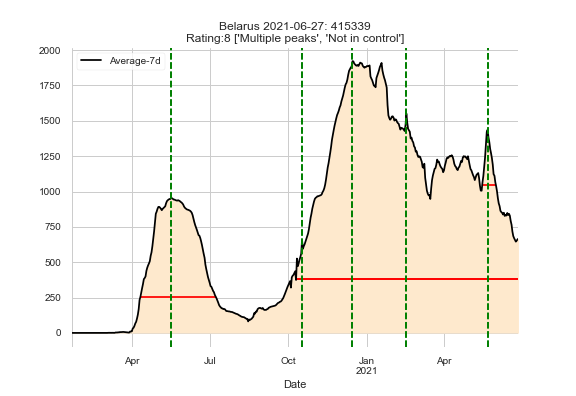 Belarus 2021-06-27: 415339
Rating:8 ['Multiple peaks', 'Not in control']
Average-7d
2000
1750
1500
1250
1000
750
500
250
0
Apr
Jul
Oct
Jan
2021
Apr
Date